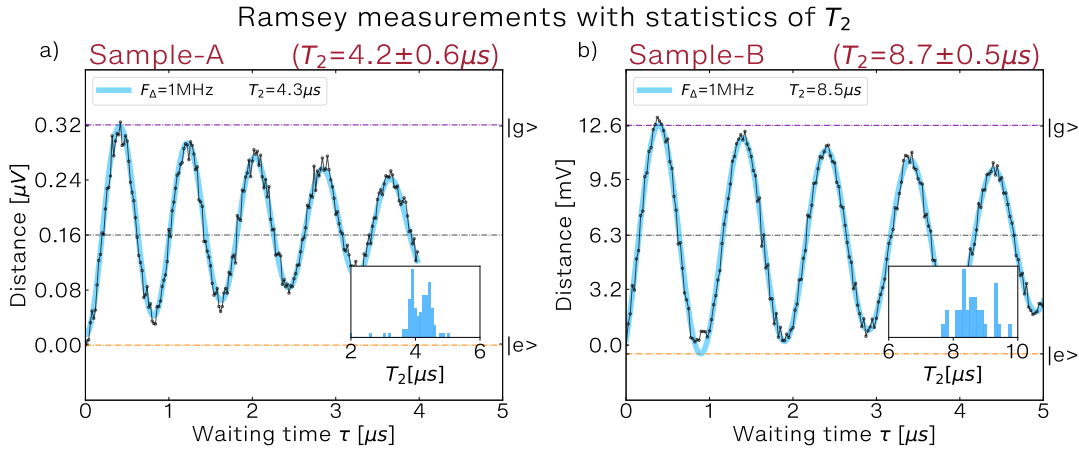 Ramsey measurements with statistics of T₂
a) Sample-A (T₂=4.2±0.6μs)
F_Δ=1MHz T₂=4.3μs
|g>
|e>
0.32
0.24
0.16
0.08
0.00
Distance [μV]
2 4 6
T₂[μs]
0 1 2 3 4 5
Waiting time τ [μs]
b) Sample-B (T₂=8.7±0.5μs)
F_Δ=1MHz T₂=8.5μs
|g>
|e>
12.6
9.5
6.3
3.2
0.0
Distance [mV]
6 8 10
T₂[μs]
0 1 2 3 4 5
Waiting time τ [μs]